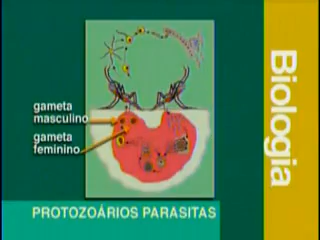 gameta
masculino
gameta
feminino
Biologia
PROTOZOÁRIOS PARASITAS